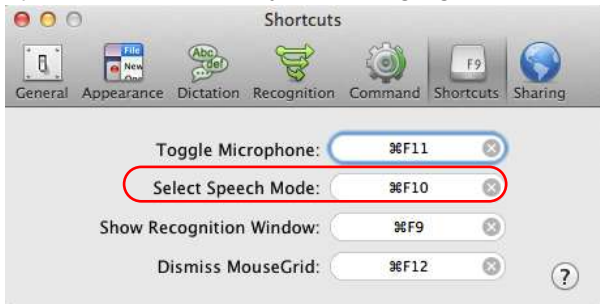 Shortcuts
File
New
Abc
def
F9
General Appearance Dictation Recognition Command Shortcuts Sharing
Toggle Microphone: ⌘F11
Select Speech Mode: ⌘F10
Show Recognition Window: ⌘F9
Dismiss MouseGrid: ⌘F12
?